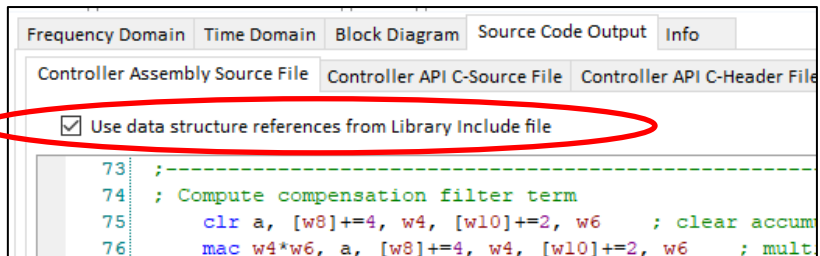 Frequency Domain Time Domain Block Diagram Source Code Output Info
Controller Assembly Source File Controller API C-Source File Controller API C-Header File
Use data structure references from Library Include file
73 ;----------------------------------------------------------
74 ; Compute compensation filter term
75 clr a, [w8]+=4, w4, [w10]+=2, w6 ; clear
76 mac w4*w6, a, [w8]+=4, w4, [w10]+=2, w6 ;